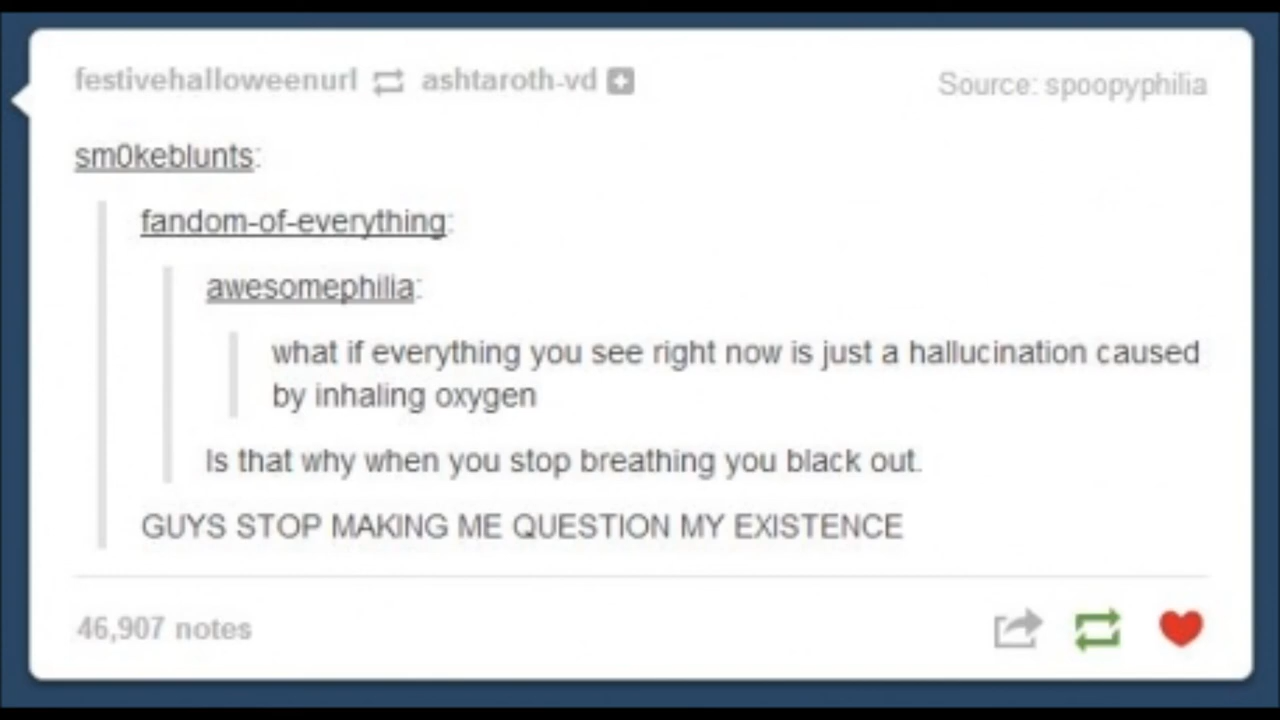 festivehalloweenurl ashtaroth-vd
Source: spoopyphilia
sm0keblunts:
fandom-of-everything:
awesomephilia:
what if everything you see right now is just a hallucination caused
by inhaling oxygen
Is that why when you stop breathing you black out.
GUYS STOP MAKING ME QUESTION MY EXISTENCE
46,907 notes